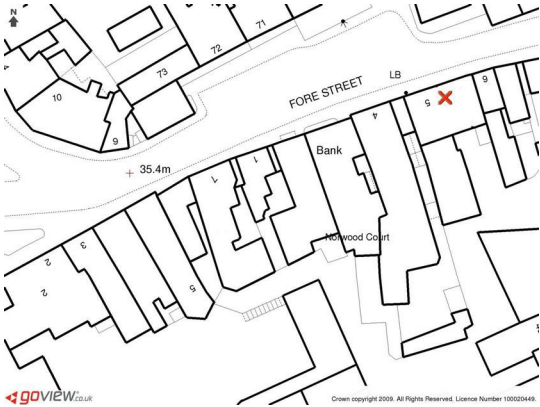 N
71
72
73
10
9
FORE STREET
LB
5
6
4
Bank
1
35.4m
7
3
2
2
5
Norwood Court
goview.co.uk
Crown copyright 2009. All Rights Reserved. Licence Number 100020449.